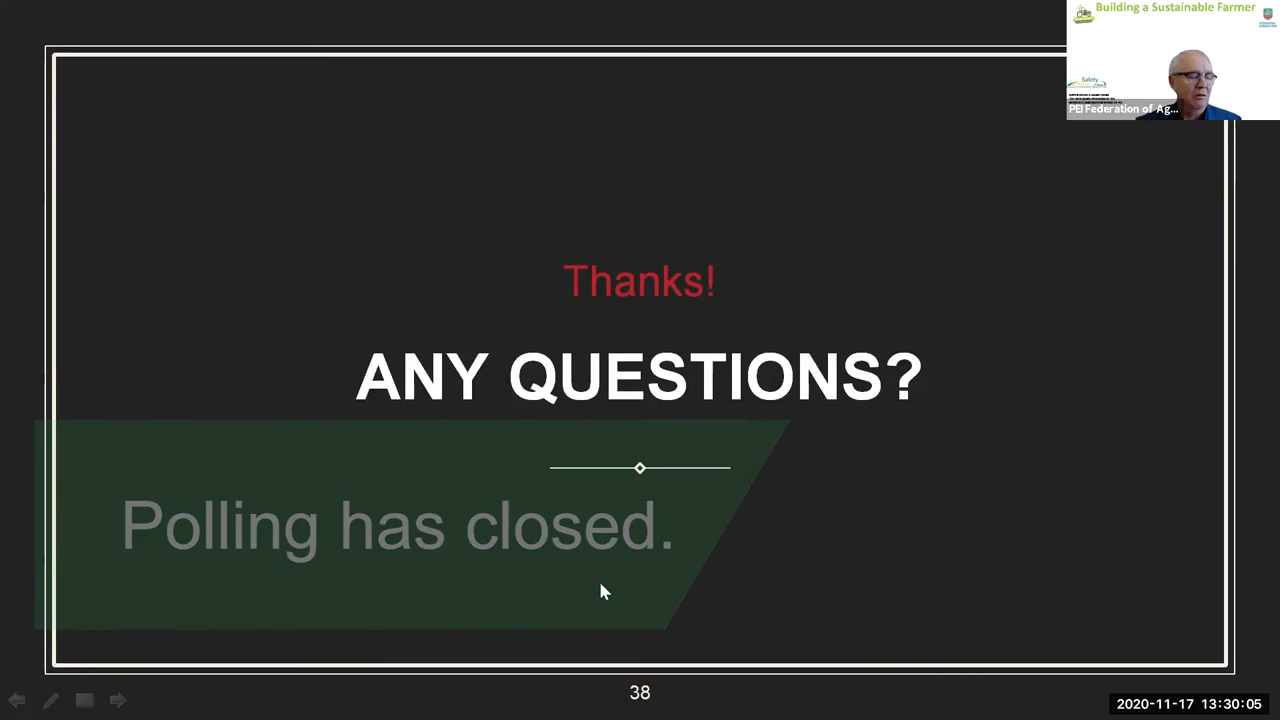 Building a Sustainable Farmer
Safety
PEI Federation of Ag...
Thanks!
ANY QUESTIONS?
Polling has closed.
38
2020-11-17 13:30:05